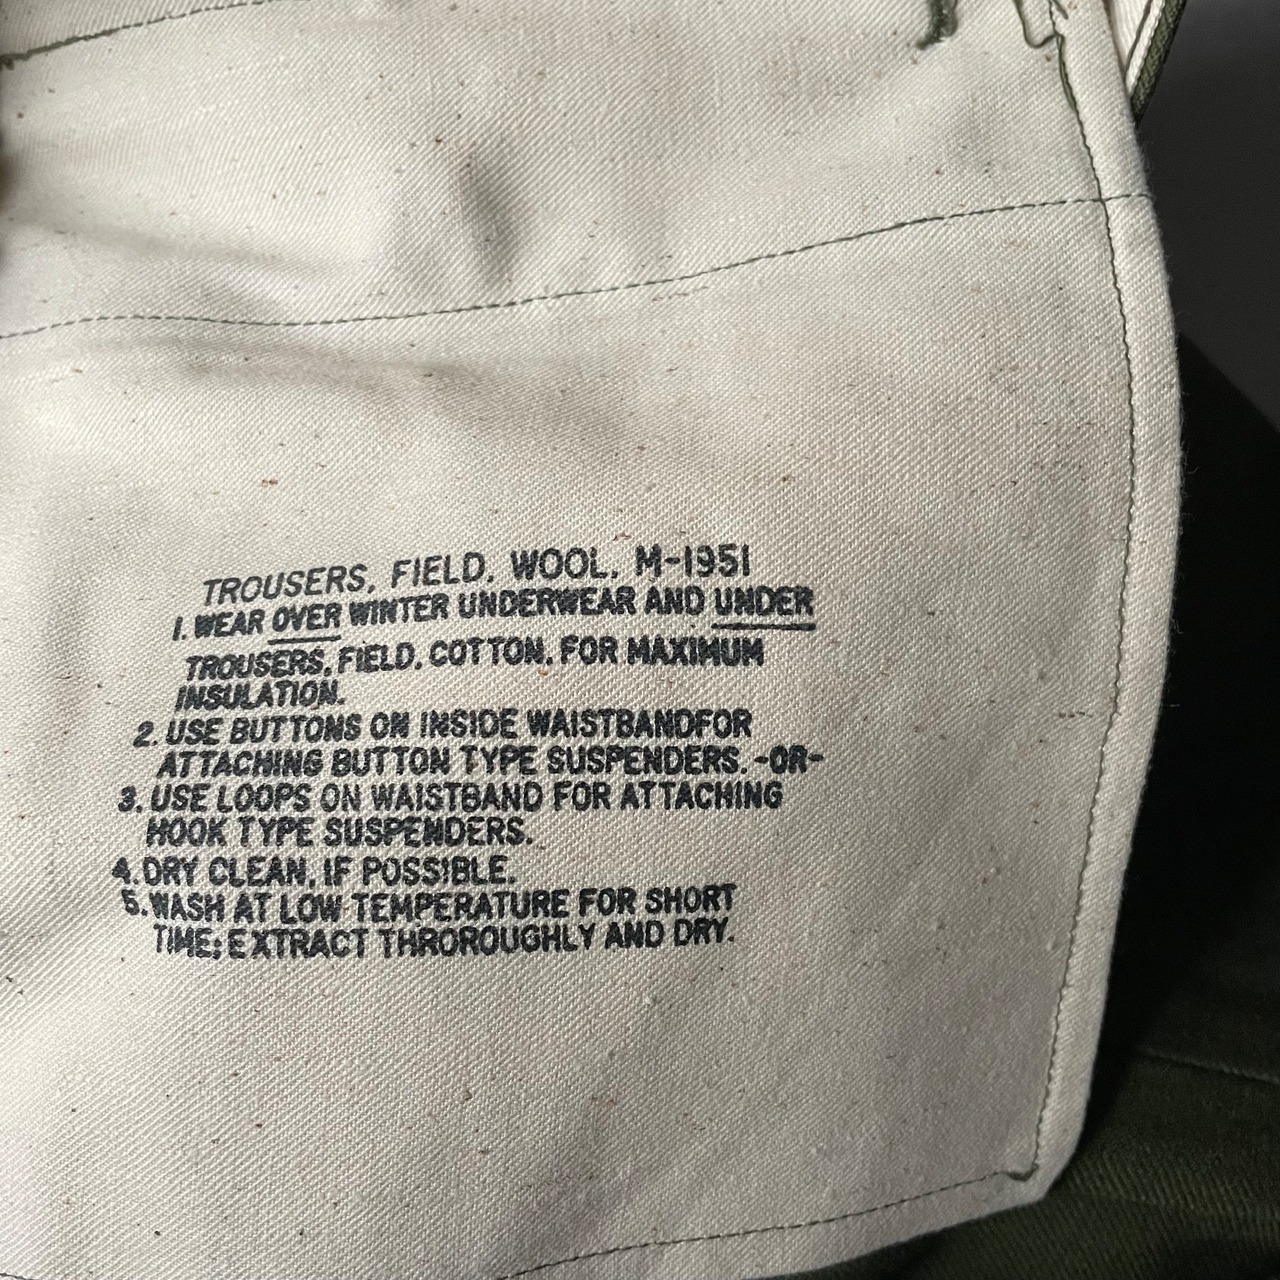 TROUSERS, FIELD, WOOL, M-1951
1. WEAR OVER WINTER UNDERWEAR AND UNDER
TROUSERS, FIELD, COTTON, FOR MAXIMUM
INSULATION.
2. USE BUTTONS ON INSIDE WAISTBANDFOR
ATTACHING BUTTON TYPE SUSPENDERS. -OR-
3. USE LOOPS ON WAISTBAND FOR ATTACHING
HOOK TYPE SUSPENDERS.
4. DRY CLEAN, IF POSSIBLE.
5. WASH AT LOW TEMPERATURE FOR SHORT
TIME; EXTRACT THROROUGHLY AND DRY.